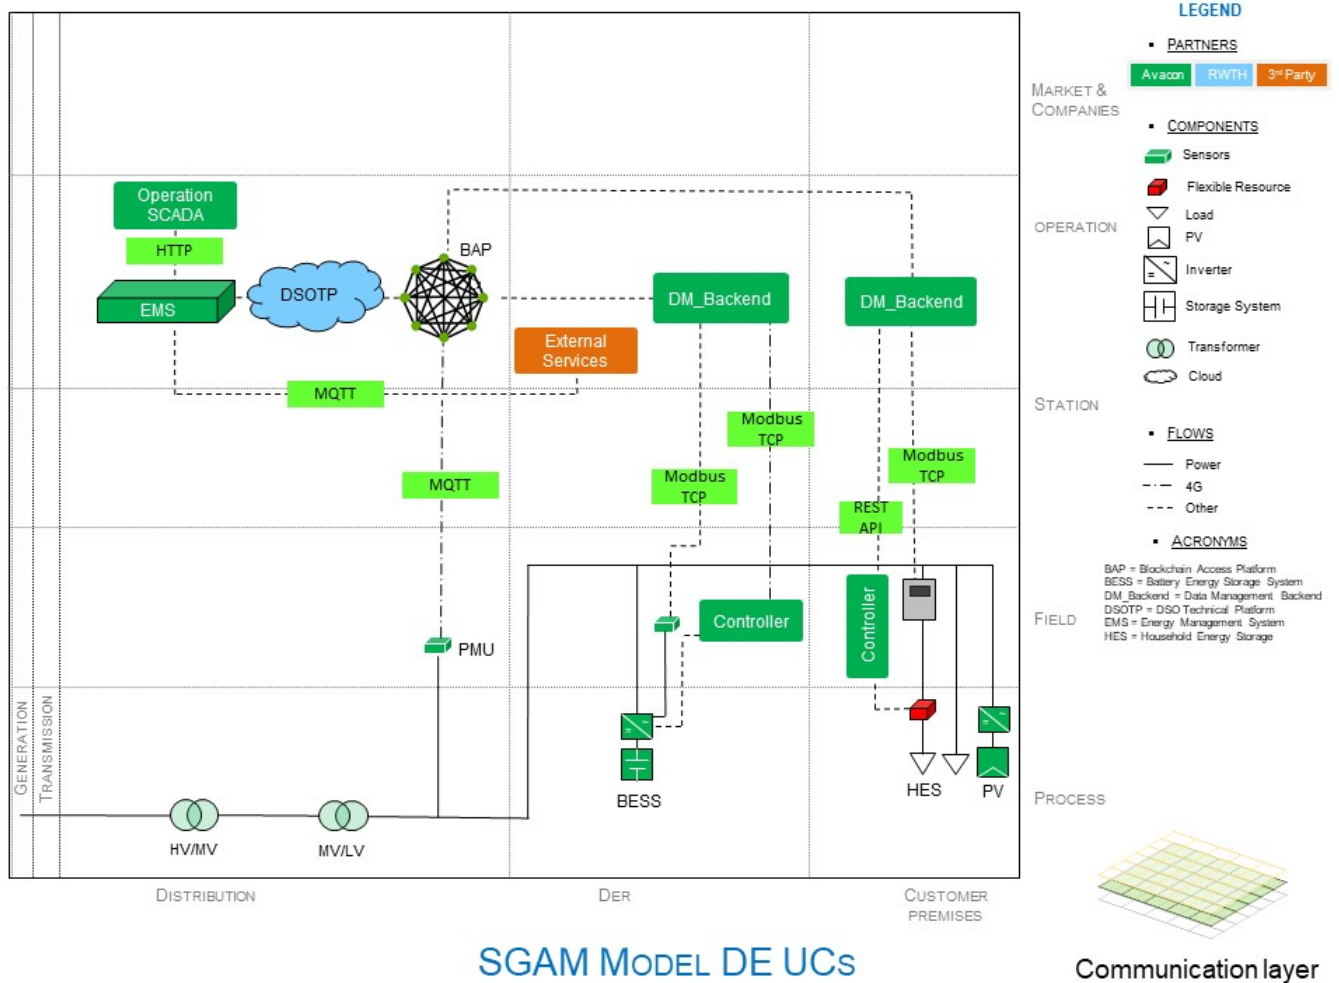 LEGEND
PARTNERS
Avacon
RWTH
3rd Party
MARKET &
COMPANIES
COMPONENTS
Sensors
Flexible Resource
Load
PV
Inverter
Storage System
Transformer
Cloud
OPERATION
Operation
SCADA
HTTP
EMS
DSOTP
BAP
DM_Backend
DM_Backend
External
Services
MQTT
STATION
FLOWS
Power
4G
Other
Modbus
TCP
Modbus
TCP
Modbus
TCP
MQTT
REST
API
ACRONYMS
BAP = Blockchain Access Platform
BESS = Battery Energy Storage System
DM_Backend = Data Management Backend
DSOTP = DSO Technical Platform
EMS = Energy Management System
HES = Household Energy Storage
FIELD
PMU
Controller
Controller
GENERATION
TRANSMISSION
BESS
HES
PV
PROCESS
HV/MV
MV/LV
DISTRIBUTION
DER
CUSTOMER
PREMISES
SGAM MODEL DE UCS
Communication layer